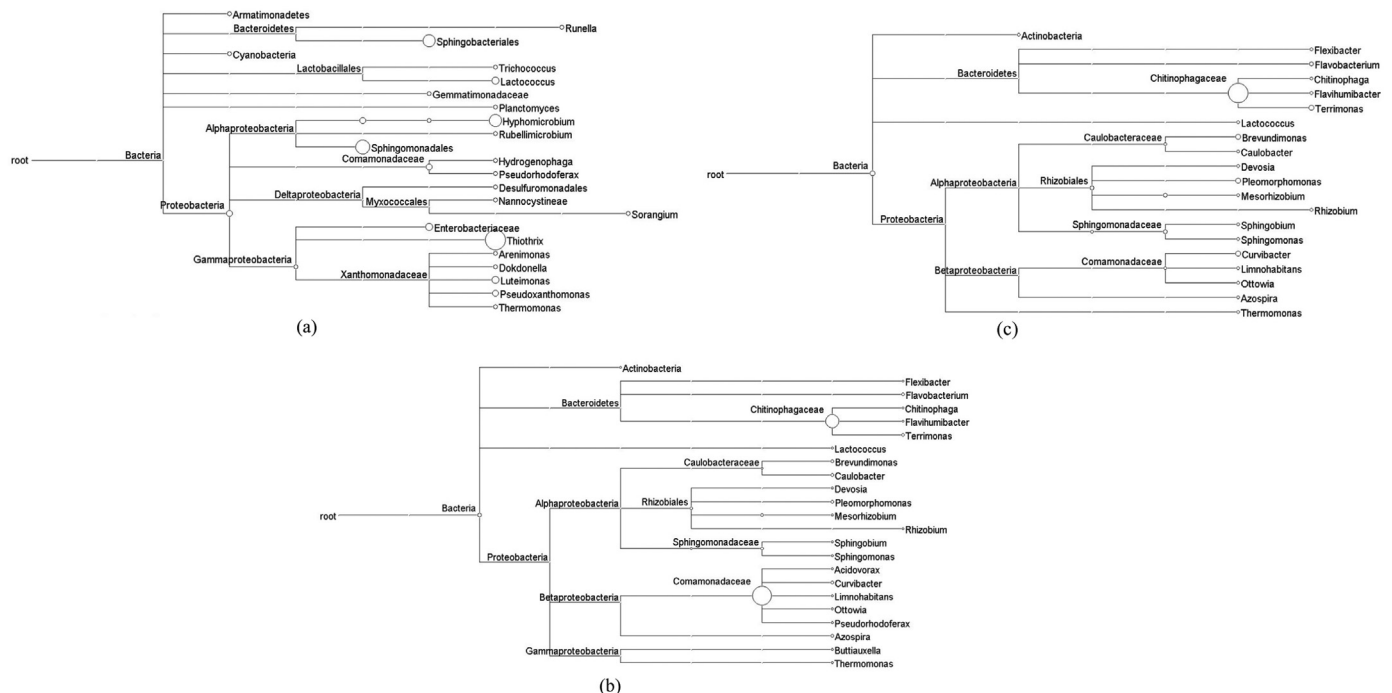 Armatimonadetes
Bacteroidetes
Runella
Sphingobacteriales
Cyanobacteria
Lactobacillales
Trichococcus
Lactococcus
Gemmatimonadaceae
Planctomyces
Hyphomicrobium
Alphaproteobacteria
Rubellimicrobium
Sphingomonadales
root
Bacteria
Comamonadaceae
Hydrogenophaga
Pseudorhodoferax
Desulfuromonadales
Deltaproteobacteria
Myxococcales
Nannocystineae
Sorangium
Proteobacteria
Enterobacteriaceae
Thiothrix
Gammaproteobacteria
Arenimonas
Dokdonella
Xanthomonadaceae
Luteimonas
Pseudoxanthomonas
Thermomonas
(a)
Actinobacteria
Flexibacter
Flavobacterium
Bacteroidetes
Chitinophagaceae
Chitinophaga
Flavihumibacter
Terrimonas
Lactococcus
Caulobacteraceae
Brevundimonas
Caulobacter
Bacteria
root
Devosia
Alphaproteobacteria
Rhizobiales
Pleomorphomonas
Mesorhizobium
Rhizobium
Proteobacteria
Sphingomonadaceae
Sphingobium
Sphingomonas
Curvibacter
Comamonadaceae
Limnohabitans
Betaproteobacteria
Ottowia
Azospira
Thermomonas
(c)
Actinobacteria
Flexibacter
Flavobacterium
Bacteroidetes
Chitinophagaceae
Chitinophaga
Flavihumibacter
Terrimonas
Lactococcus
Caulobacteraceae
Brevundimonas
Caulobacter
Devosia
Alphaproteobacteria
Rhizobiales
Pleomorphomonas
Bacteria
root
Mesorhizobium
Rhizobium
Sphingomonadaceae
Sphingobium
Sphingomonas
Proteobacteria
Acidovorax
Comamonadaceae
Curvibacter
Betaproteobacteria
Limnohabitans
Ottowia
Pseudorhodoferax
Azospira
Gammaproteobacteria
Buttiauxella
Thermomonas
(b)